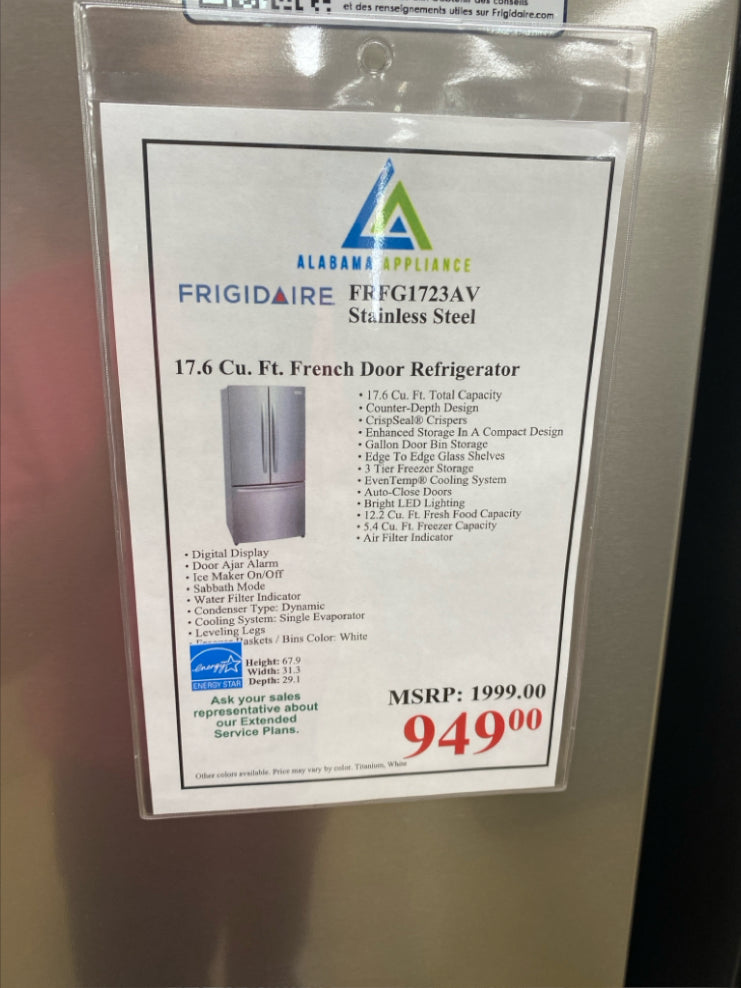 et des renseignements utiles sur Frigidaire.com
ALABAMA APPLIANCE
FRIGIDAIRE FRFG1723AV
Stainless Steel
17.6 Cu. Ft. French Door Refrigerator
• 17.6 Cu. Ft. Total Capacity
• Counter-Depth Design
• CrispSeal® Crispers
• Enhanced Storage In A Compact Design
• Gallon Door Bin Storage
• Edge To Edge Glass Shelves
• 3 Tier Freezer Storage
• EvenTemp® Cooling System
• Auto-Close Doors
• Bright LED Lighting
• 12.2 Cu. Ft. Fresh Food Capacity
• 5.4 Cu. Ft. Freezer Capacity
• Air Filter Indicator
• Digital Display
• Door Ajar Alarm
• Ice Maker On/Off
• Sabbath Mode
• Water Filter Indicator
• Condenser Type: Dynamic
• Cooling System: Single Evaporator
• Leveling Legs
Baskets / Bins Color: White
energy
ENERGY STAR
Height: 67.9
Width: 31.3
Depth: 29.1
Ask your sales
representative about
our Extended
Service Plans.
MSRP: 1999.00
949⁰⁰
Other colors available. Price may vary by color. Titanium, White